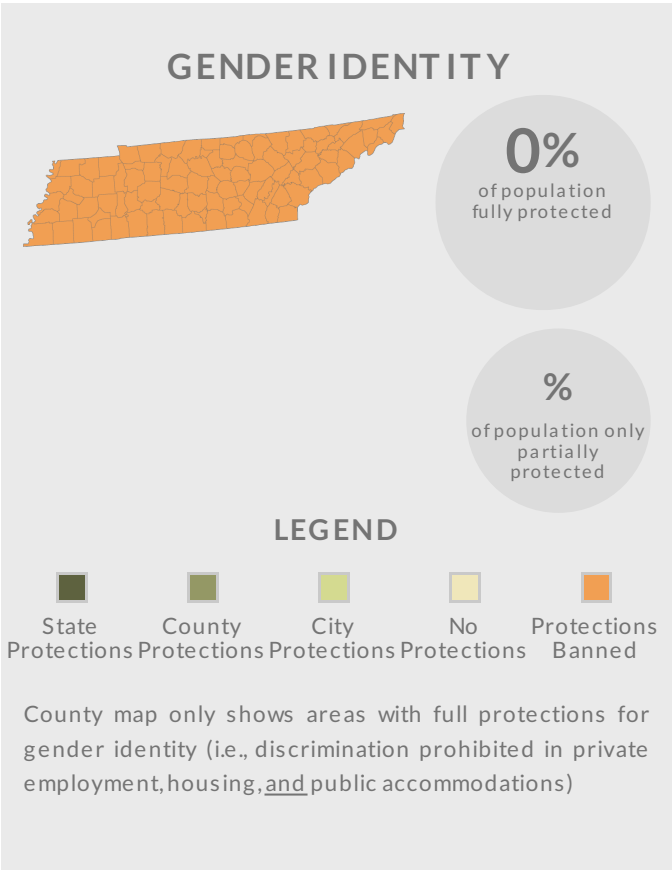 GENDER IDENTITY
0%
of population
fully protected
%
of population only
partially
protected
LEGEND
State
Protections
County
Protections
City
Protections
No
Protections
Protections
Banned
County map only shows areas with full protections for
gender identity (i.e., discrimination prohibited in private
employment, housing, and public accommodations)